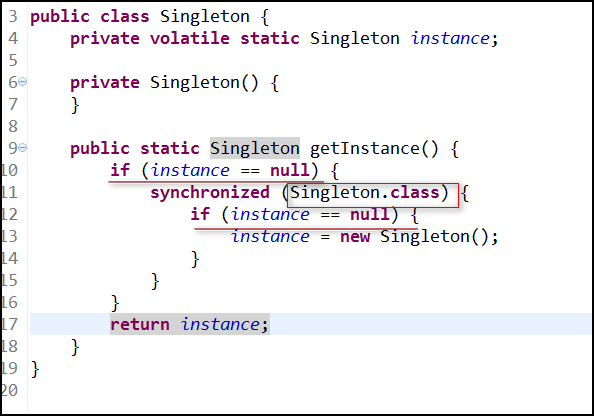 3 public class Singleton {
4     private volatile static Singleton instance;
5
6     private Singleton() {
7     }
8
9     public static Singleton getInstance() {
10         if (instance == null) {
11             synchronized (Singleton.class) {
12                 if (instance == null) {
13                     instance = new Singleton();
14                 }
15             }
16         }
17         return instance;
18     }
19 }
20